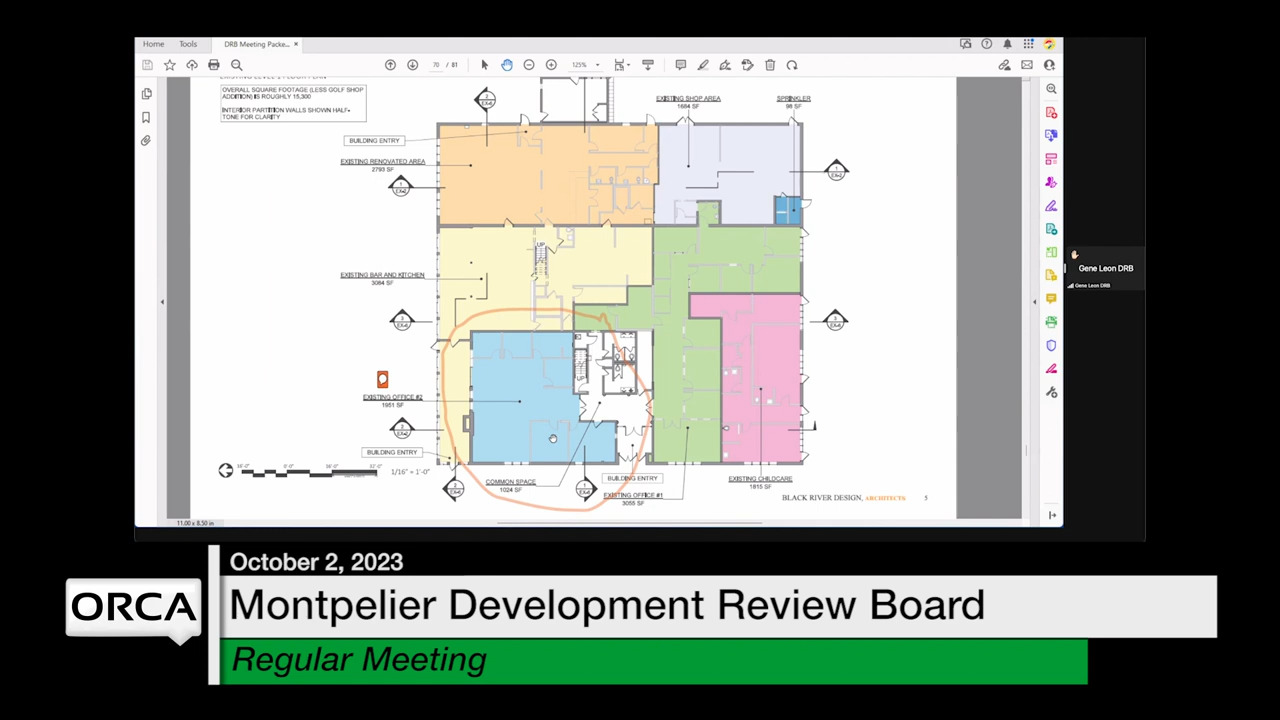 Home
Tools
DRB Meeting Packe... ×
70 / 81
125%
OVERALL SQUARE FOOTAGE (LESS GOLF SHOP
ADDITION) IS ROUGHLY 15,300
INTERIOR PARTITION WALLS SHOWN HALF-
TONE FOR CLARITY
EXISTING SHOP AREA
1684 SF
SPRINKLER
98 SF
BUILDING ENTRY
EXISTING RENOVATED AREA
2793 SF
UP
EXISTING BAR AND KITCHEN
3084 SF
Gene Leon DRB
Gene Leon DRB
UP
EXISTING OFFICE #2
1951 SF
BUILDING ENTRY
1/16" = 1'-0"
COMMON SPACE
1024 SF
BUILDING ENTRY
EXISTING OFFICE #1
3055 SF
EXISTING CHILDCARE
1815 SF
BLACK RIVER DESIGN, ARCHITECTS 5
11.00 x 8.50 in
October 2, 2023
ORCA
Montpelier Development Review Board
Regular Meeting